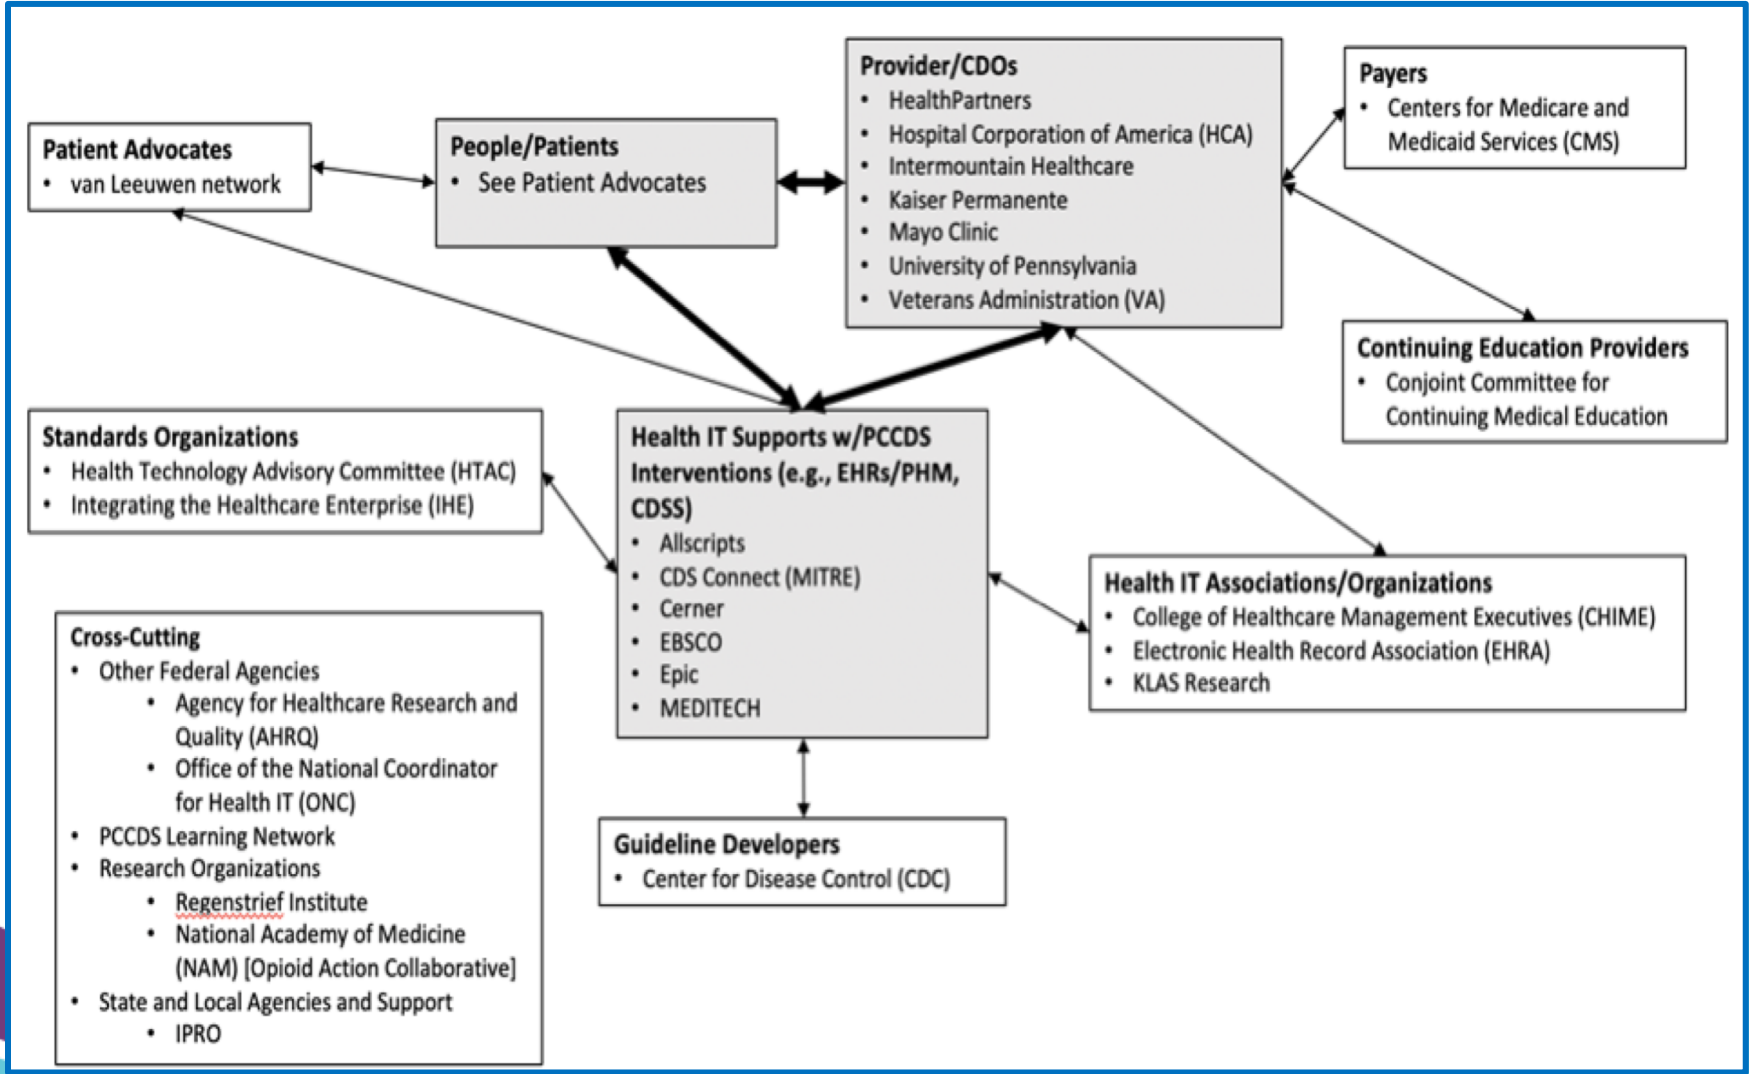 Provider/CDOs
• HealthPartners
• Hospital Corporation of America (HCA)
• Intermountain Healthcare
• Kaiser Permanente
• Mayo Clinic
• University of Pennsylvania
• Veterans Administration (VA)
Payers
• Centers for Medicare and
Medicaid Services (CMS)
Patient Advocates
• van Leeuwen network
People/Patients
• See Patient Advocates
Continuing Education Providers
• Conjoint Committee for
Continuing Medical Education
Standards Organizations
• Health Technology Advisory Committee (HTAC)
• Integrating the Healthcare Enterprise (IHE)
Health IT Supports w/PCCDS
Interventions (e.g., EHRs/PHM,
CDSS)
• Allscripts
• CDS Connect (MITRE)
• Cerner
• EBSCO
• Epic
• MEDITECH
Health IT Associations/Organizations
• College of Healthcare Management Executives (CHIME)
• Electronic Health Record Association (EHRA)
• KLAS Research
Cross-Cutting
• Other Federal Agencies
• Agency for Healthcare Research and
Quality (AHRQ)
• Office of the National Coordinator
for Health IT (ONC)
• PCCDS Learning Network
• Research Organizations
• Regenstrief Institute
• National Academy of Medicine
(NAM) [Opioid Action Collaborative]
• State and Local Agencies and Support
• IPRO
Guideline Developers
• Center for Disease Control (CDC)